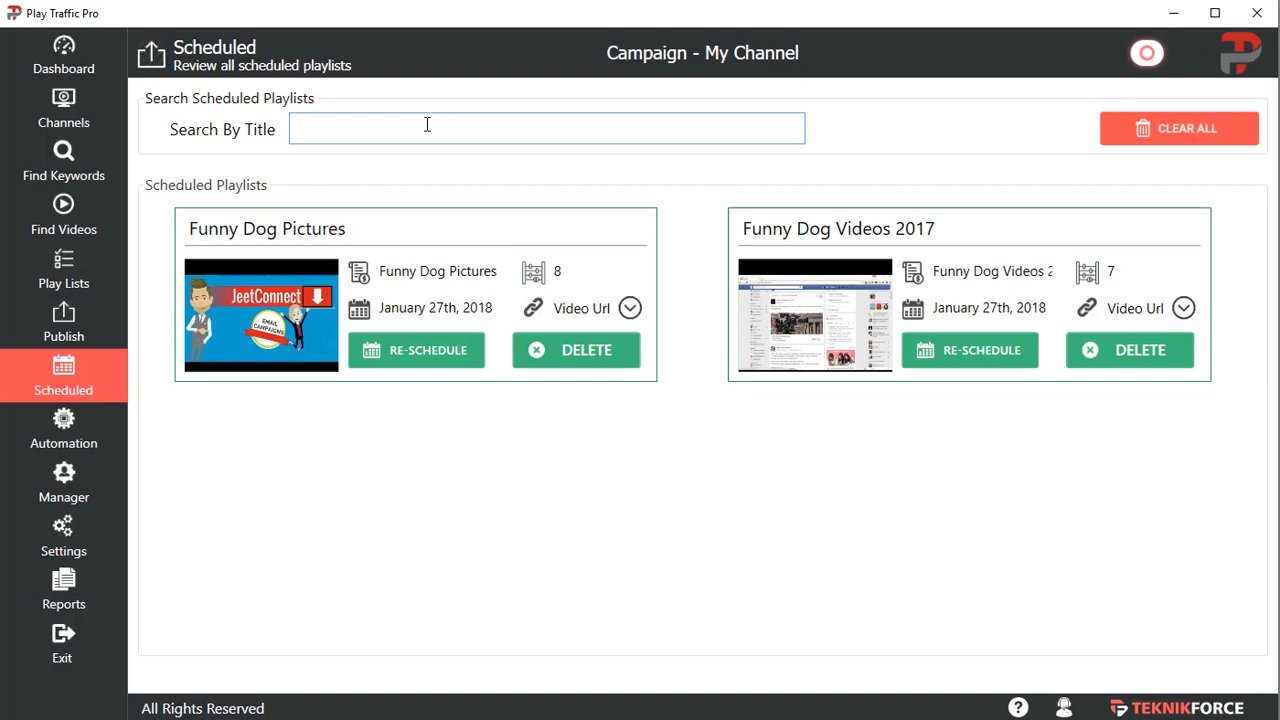 Play Traffic Pro
Dashboard
Channels
Find Keywords
Find Videos
Play Lists
Publish
Scheduled
Automation
Manager
Settings
Reports
Exit
Scheduled
Review all scheduled playlists
Campaign - My Channel
Search Scheduled Playlists
Search By Title
CLEAR ALL
Scheduled Playlists
Funny Dog Pictures
JeetConnect
EMAIL
CAMPAIGNS
Funny Dog Pictures
8
January 27th, 2018
Video Url
RE-SCHEDULE
DELETE
Funny Dog Videos 2017
Funny Dog Videos 2
7
January 27th, 2018
Video Url
RE-SCHEDULE
DELETE
All Rights Reserved
TEKNIKFORCE